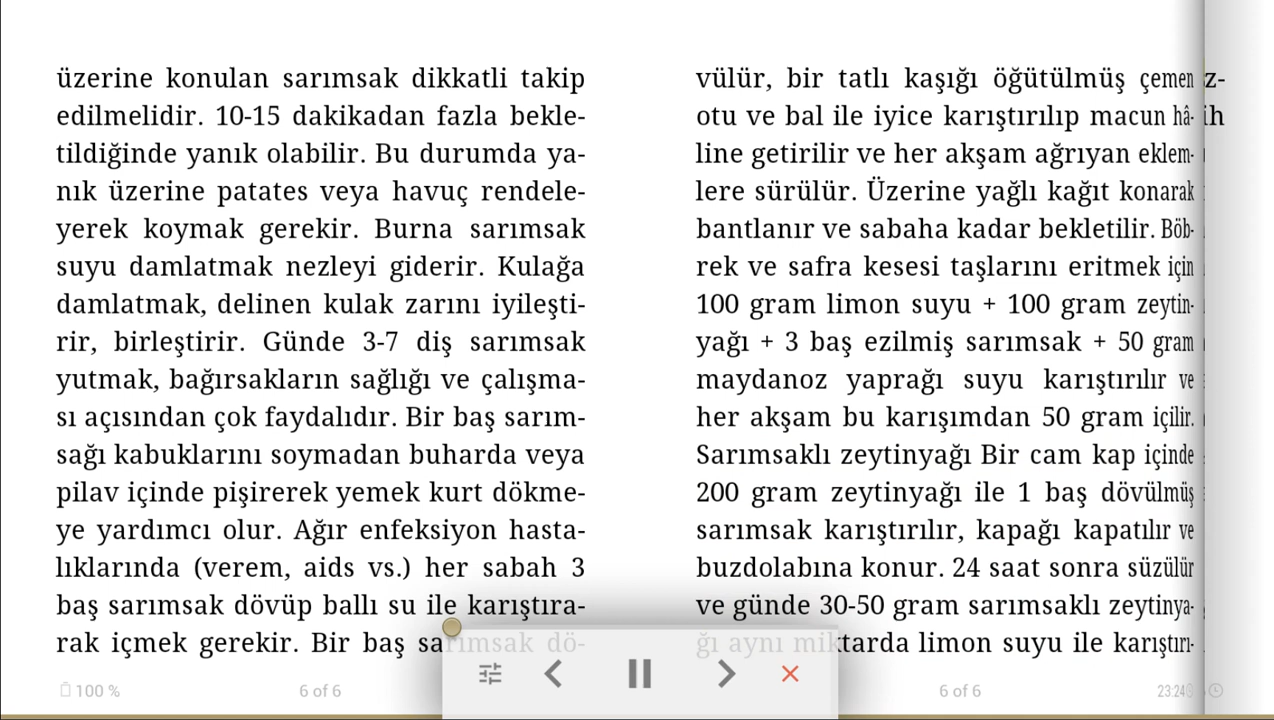 üzerine konulan sarımsak dikkatli takip
edilmelidir. 10-15 dakikadan fazla bekle-
tildiğinde yanık olabilir. Bu durumda ya-
nık üzerine patates veya havuç rendele-
yerek koymak gerekir. Burna sarımsak
suyu damlatmak nezleyi giderir. Kulağa
damlatmak, delinen kulak zarını iyileşti-
rir, birleştirir. Günde 3-7 diş sarımsak
yutmak, bağırsakların sağlığı ve çalışma-
sı açısından çok faydalıdır. Bir baş sarım-
sağı kabuklarını soymadan buharda veya
pilav içinde pişirerek yemek kurt dökme-
ye yardımcı olur. Ağır enfeksiyon hasta-
lıklarında (verem, aids vs.) her sabah 3
baş sarımsak dövüp ballı su ile karıştıra-
rak içmek gerekir. Bir baş sarımsak dö-
100 %
6 of 6
vülür, bir tatlı kaşığı öğütülmüş çemen
otu ve bal ile iyice karıştırılıp macun hâ-
line getirilir ve her akşam ağrıyan eklem-
lere sürülür. Üzerine yağlı kağıt konarak
bantlanır ve sabaha kadar bekletilir. Böb-
rek ve safra kesesi taşlarını eritmek için
100 gram limon suyu + 100 gram zeytin-
yağı + 3 baş ezilmiş sarımsak + 50 gram
maydanoz yaprağı suyu karıştırılır ve
her akşam bu karışımdan 50 gram içilir.
Sarımsaklı zeytinyağı Bir cam kap içinde
200 gram zeytinyağı ile 1 baş dövülmüş
sarımsak karıştırılır, kapağı kapatılır ve
buzdolabına konur. 24 saat sonra süzülür
ve günde 30-50 gram sarımsaklı zeytinya-
ğı aynı miktarda limon suyu ile karıştırı-
6 of 6
23:24